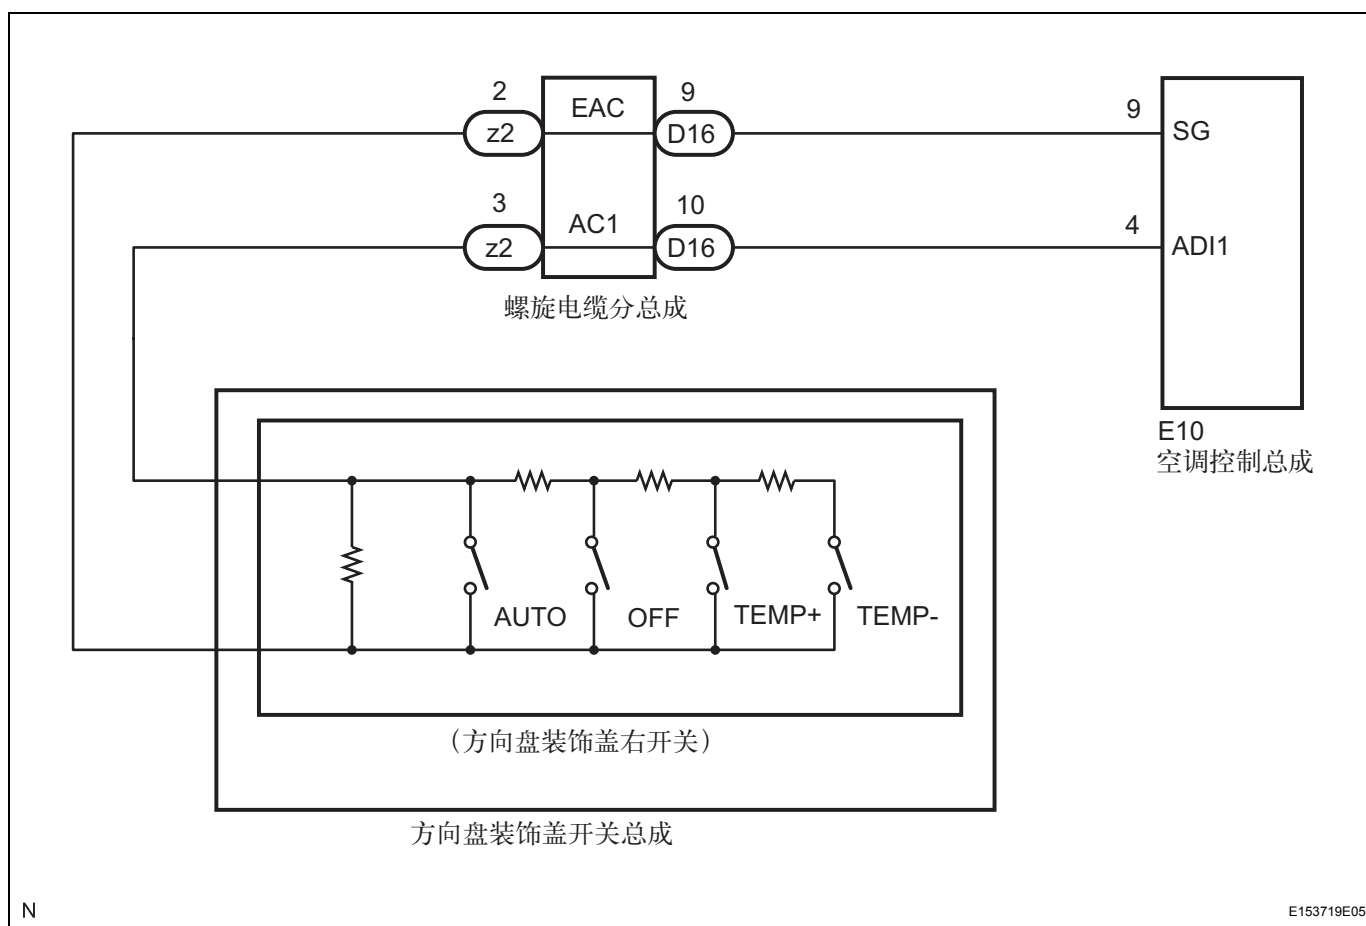 2
EAC
9
z2
D16
9
SG
3
AC1
10
z2
D16
4
ADI1
螺旋电缆分总成
E10
空调控制总成
AUTO
OFF
TEMP+
TEMP-
(方向盘装饰盖右开关)
方向盘装饰盖开关总成
N
E153719E05